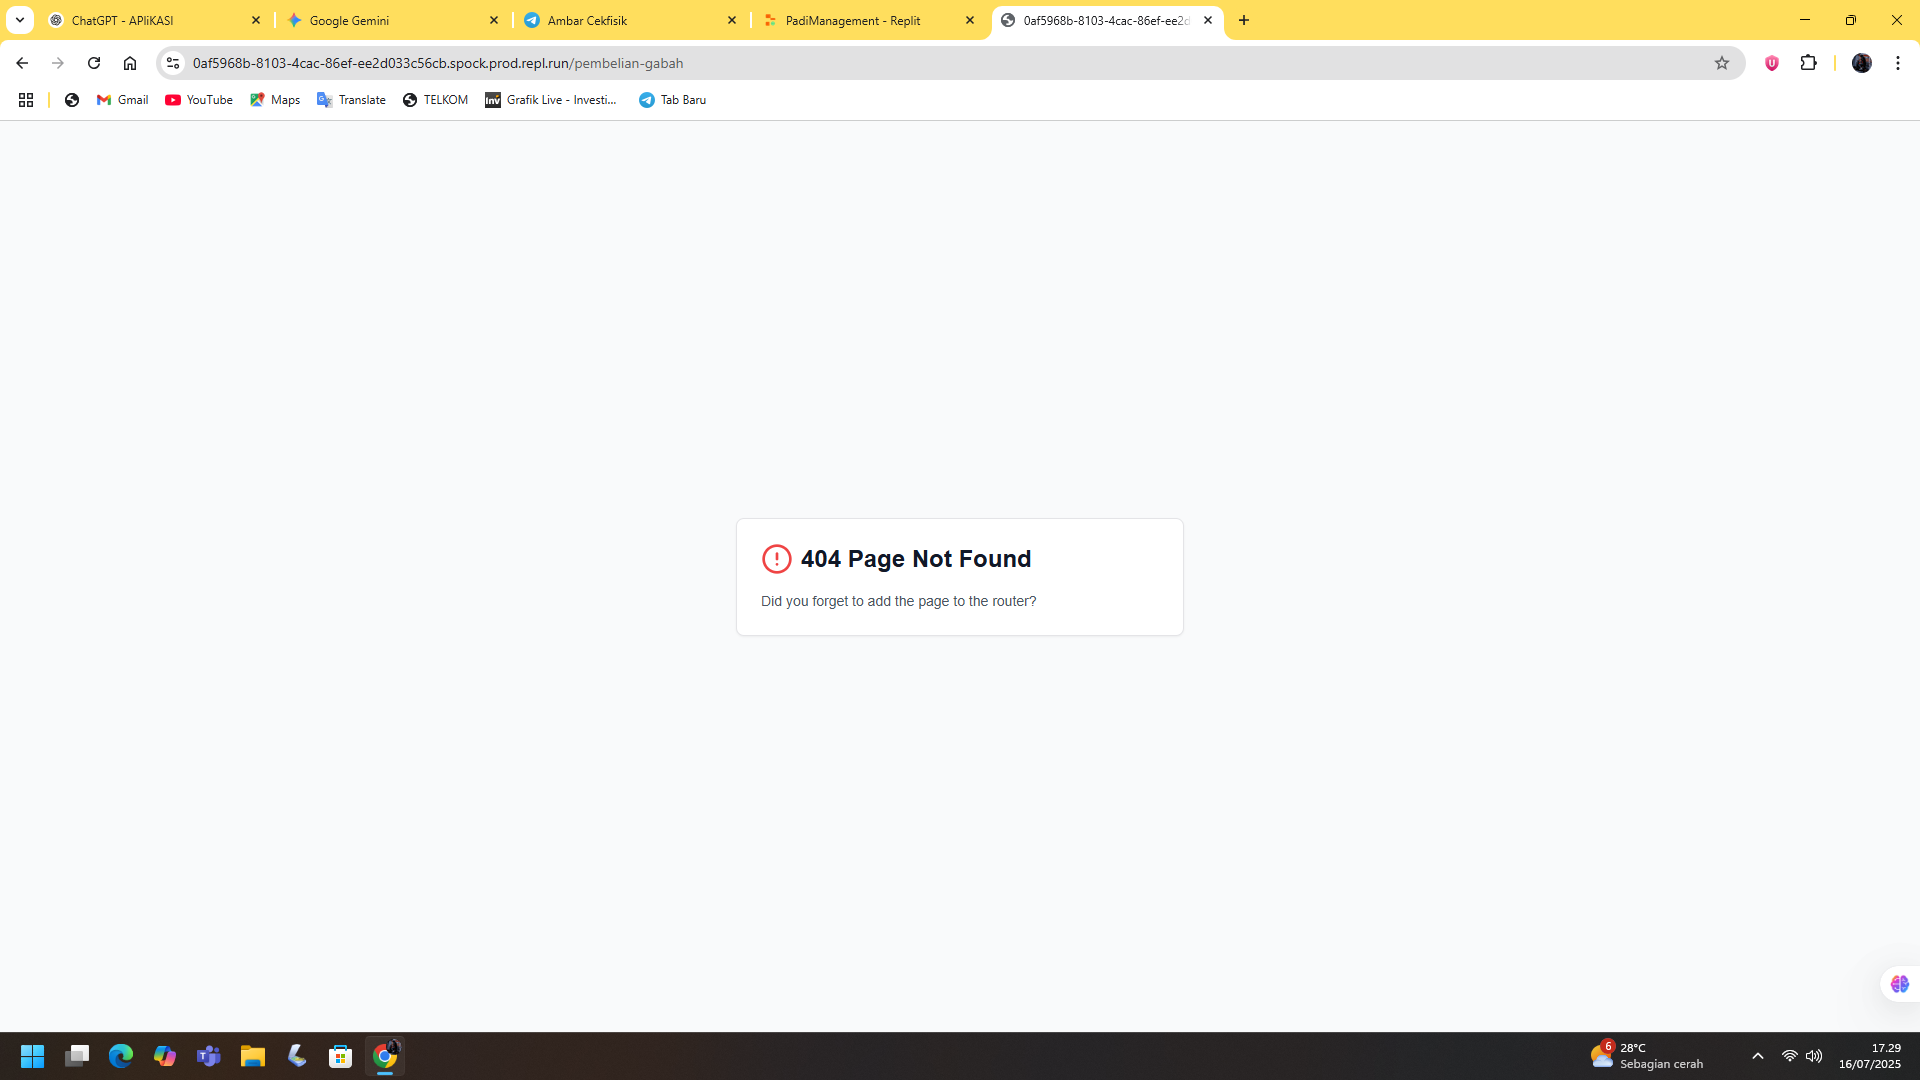 ChatGPT - APliKASI
Google Gemini
Ambar Cekfisik
PadiManagement - Replit
0af5968b-8103-4cac-86ef-ee2d
0af5968b-8103-4cac-86ef-ee2d033c56cb.spock.prod.repl.run/pembelian-gabah
Gmail
YouTube
Maps
Translate
TELKOM
Grafik Live - Investi...
Tab Baru
404 Page Not Found
Did you forget to add the page to the router?
6
28°C
Sebagian cerah
17.29
16/07/2025